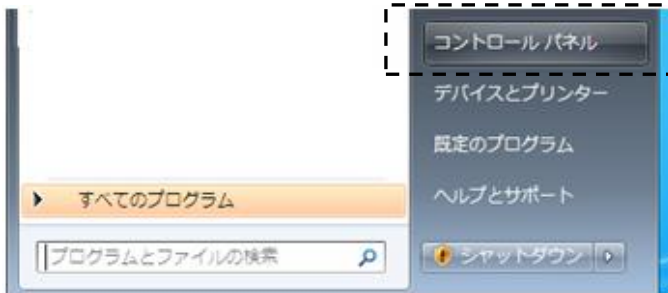 コントロール パネル
デバイスとプリンター
既定のプログラム
すべてのプログラム
ヘルプとサポート
プログラムとファイルの検索
シャットダウン